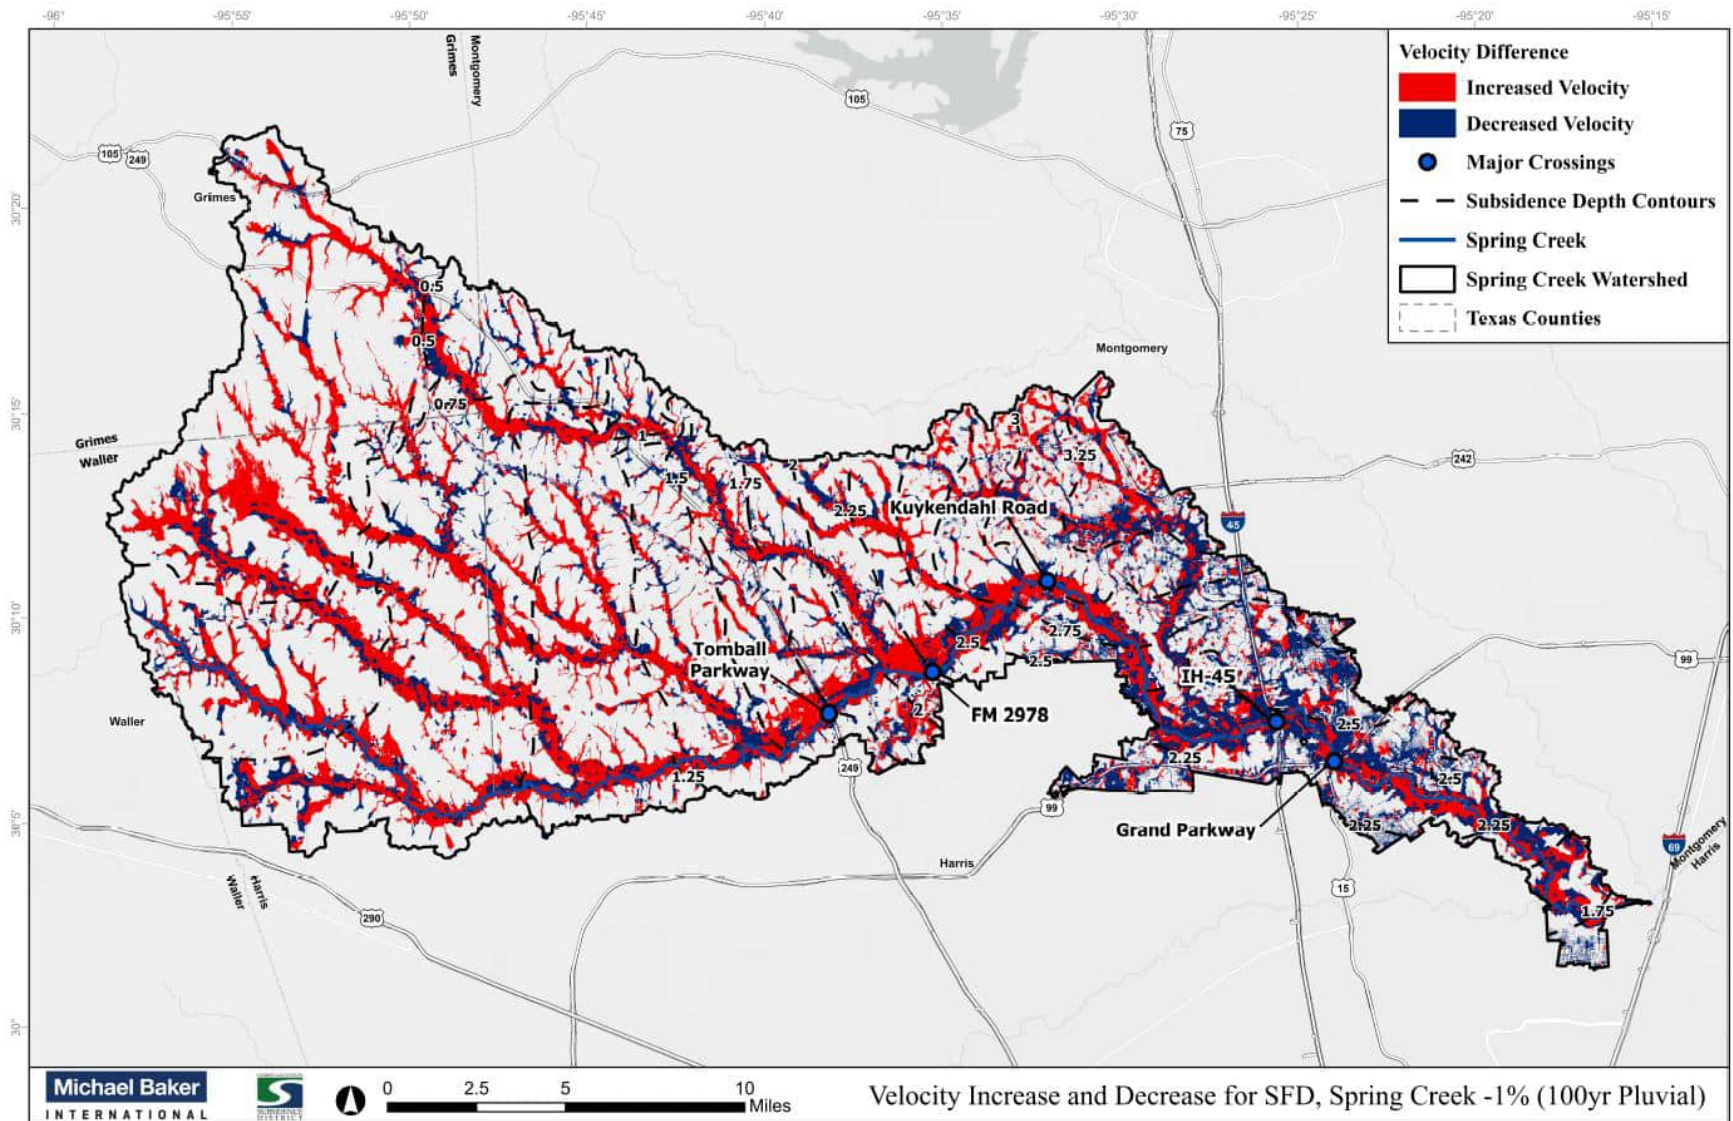 -96°
-95°55'
-95°50'
-95°45'
-95°40'
-95°35'
-95°30'
-95°25'
-95°20'
-95°15'
30°20'
30°15'
30°10'
30°5'
30°
Velocity Difference
Increased Velocity
Decreased Velocity
Major Crossings
Subsidence Depth Contours
Spring Creek
Spring Creek Watershed
Texas Counties
Grimes
Montgomery
105
75
105
249
Grimes
0.5
0.5
Montgomery
0.75
3
Grimes
Waller
1
3.25
242
2
1.5
1.75
2.25
Kuykendahl Road
45
2.75
2.5
2.5
Tomball
Parkway
99
IH-45
2
FM 2978
Waller
2.5
2.25
249
1.25
2.5
99
Grand Parkway
2.25
2.25
69
Montgomery
Harris
Harris
15
Waller
Harris
290
1.75
Michael Baker
INTERNATIONAL
SUBSIDENCE
DISTRICT
0
2.5
5
10
Miles
Velocity Increase and Decrease for SFD, Spring Creek -1% (100yr Pluvial)